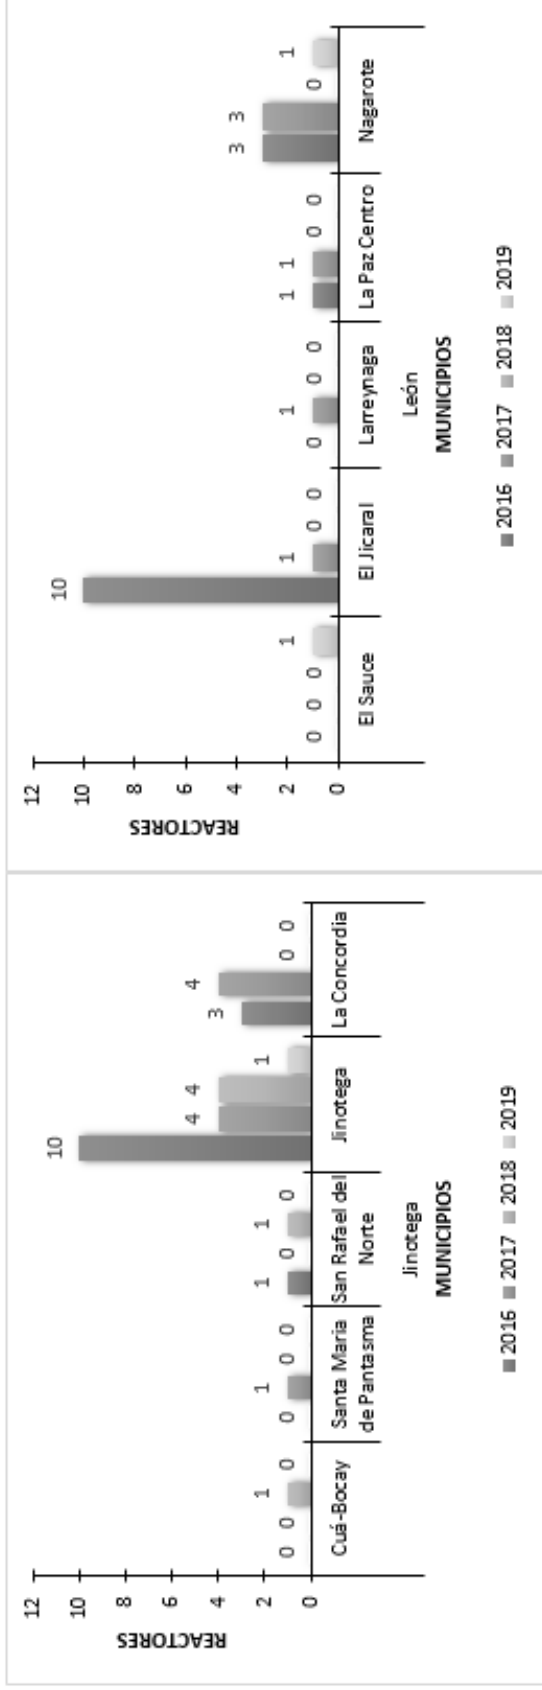 12
10
8
6
4
2
0
REACTORES
0 0 1 0
0 1 0 0
1 0 1 0
10 4 4 1
3 4 0 0
Cuá-Bocay
Santa Maria
de Pantasma
San Rafael del
Norte
Jinotega
La Concordia
Jinotega
MUNICIPIOS
2016 2017 2018 2019
12
10
8
6
4
2
0
REACTORES
0 0 0 1
10 1 0 0
0 1 0 0
1 1 0 0
3 3 0 1
El Sauce
El Jicaral
Larreynaga
La Paz Centro
Nagarote
León
MUNICIPIOS
2016 2017 2018 2019